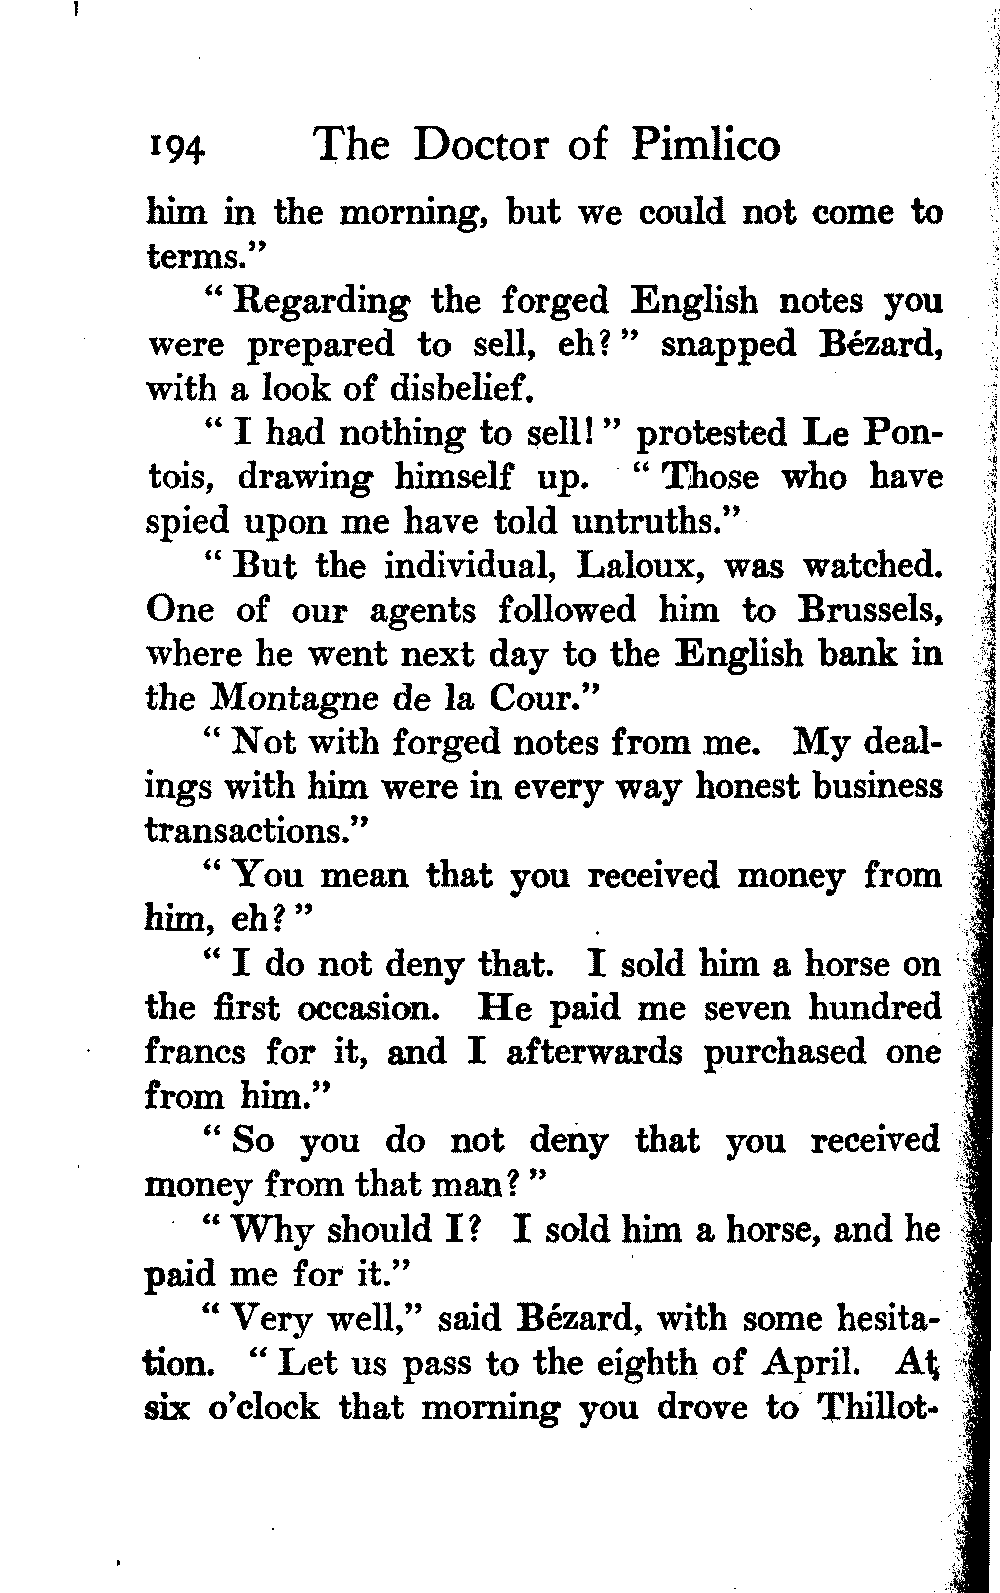 194 The Doctor of Pimlico
him in the morning, but we could not come to
terms."
" Regarding the forged English notes you
were prepared to sell, eh? " snapped Bézard,
with a look of disbelief.
" I had nothing to sell! " protested Le Pon-
tois, drawing himself up. " Those who have
spied upon me have told untruths."
" But the individual, Laloux, was watched.
One of our agents followed him to Brussels,
where he went next day to the English bank in
the Montagne de la Cour."
" Not with forged notes from me. My deal-
ings with him were in every way honest business
transactions."
" You mean that you received money from
him, eh? "
" I do not deny that. I sold him a horse on
the first occasion. He paid me seven hundred
francs for it, and I afterwards purchased one
from him."
" So you do not deny that you received
money from that man? "
" Why should I? I sold him a horse, and he
paid me for it."
" Very well," said Bézard, with some hesita-
tion. " Let us pass to the eighth of April. At
six o'clock that morning you drove to Thillot-